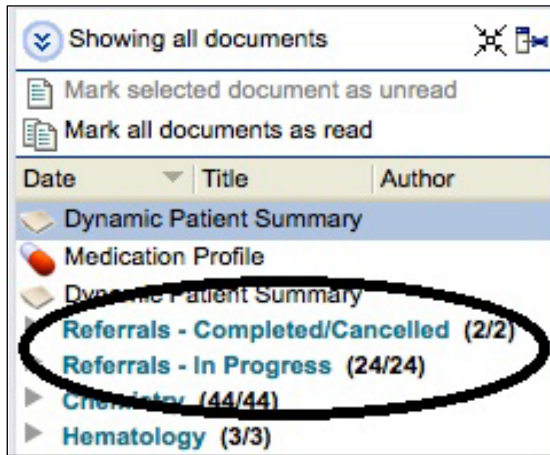 Showing all documents
Mark selected document as unread
Mark all documents as read
Date Title Author
Dynamic Patient Summary
Medication Profile
Dynamic Patient Summary
Referrals - Completed/Cancelled (2/2)
Referrals - In Progress (24/24)
Chemistry (44/44)
Hematology (3/3)